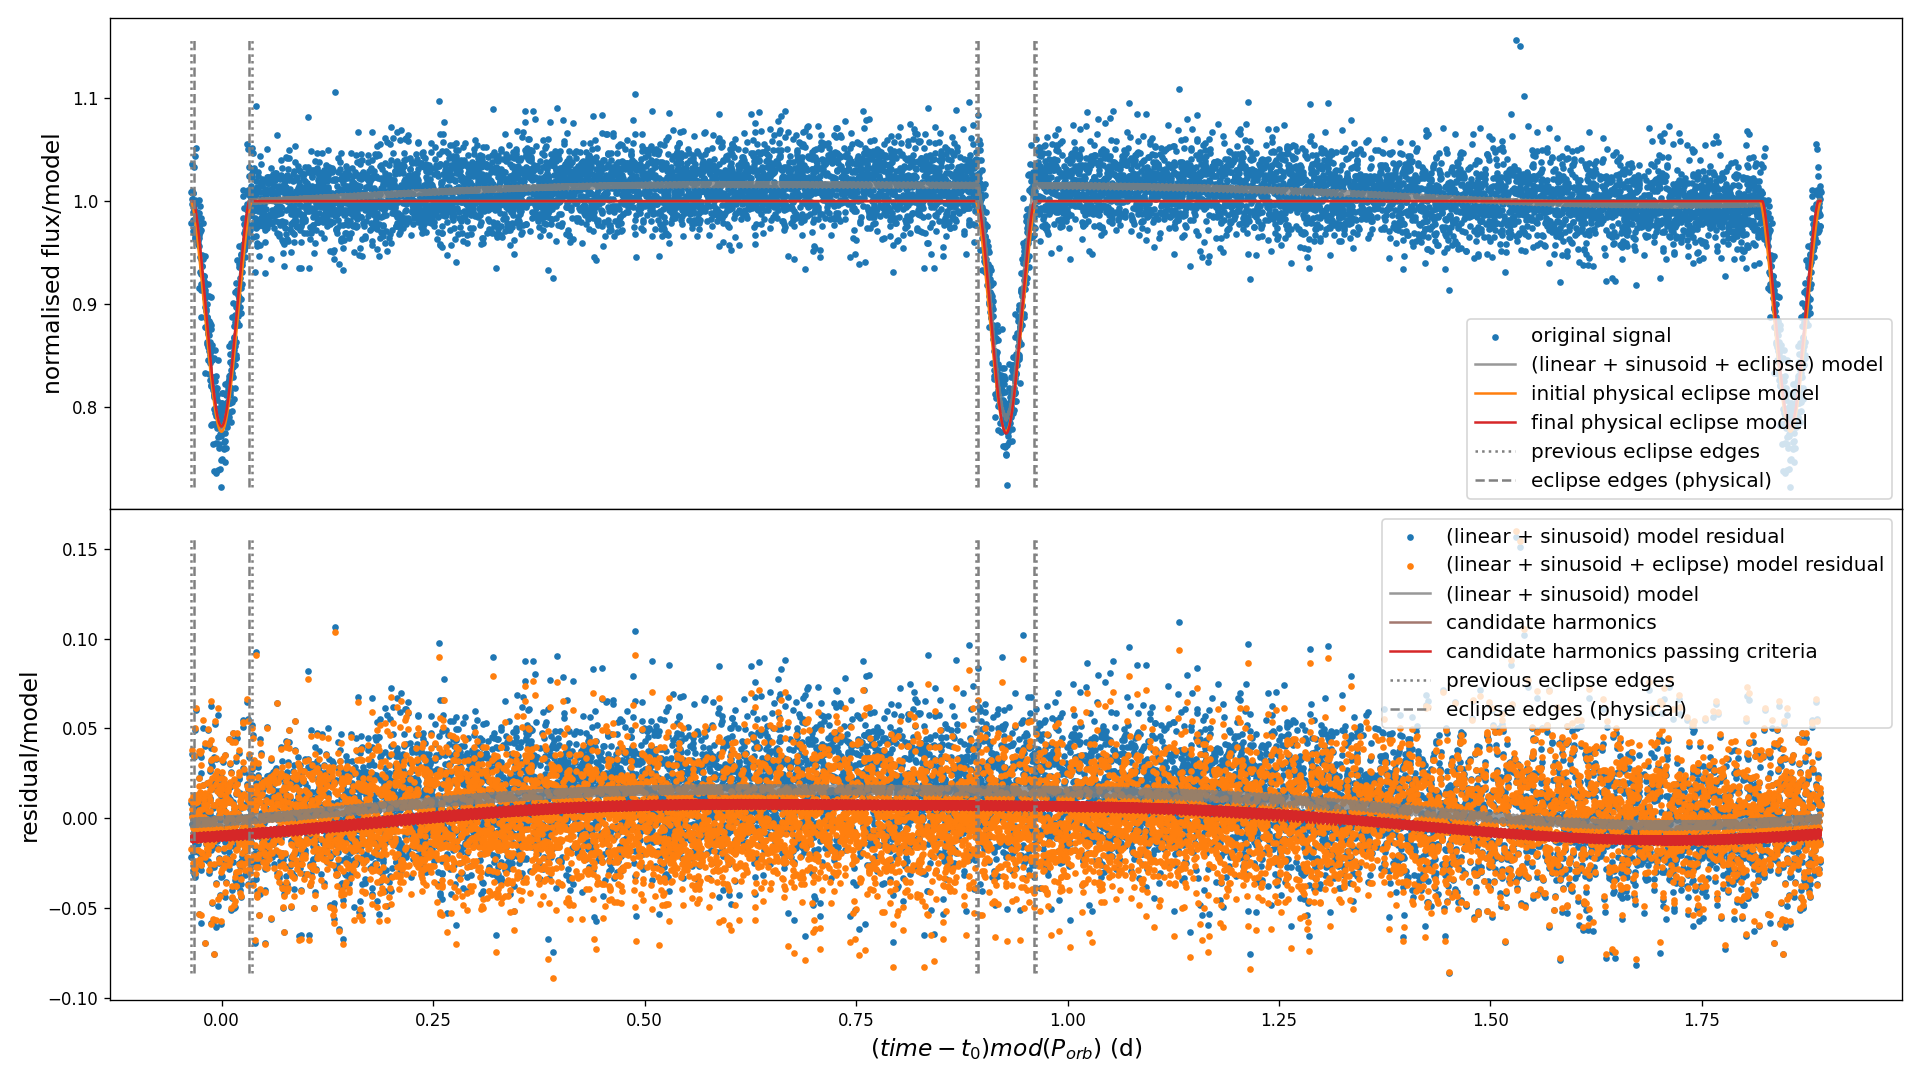 normalised flux/model
1.1
1.0
0.9
0.8
original signal
(linear + sinusoid + eclipse) model
initial physical eclipse model
final physical eclipse model
previous eclipse edges
eclipse edges (physical)
residual/model
0.15
0.10
0.05
0.00
−0.05
−0.10
(linear + sinusoid) model residual
(linear + sinusoid + eclipse) model residual
(linear + sinusoid) model
candidate harmonics
candidate harmonics passing criteria
previous eclipse edges
eclipse edges (physical)
0.00 0.25 0.50 0.75 1.00 1.25 1.50 1.75
(time − t₀)mod(P_orb) (d)